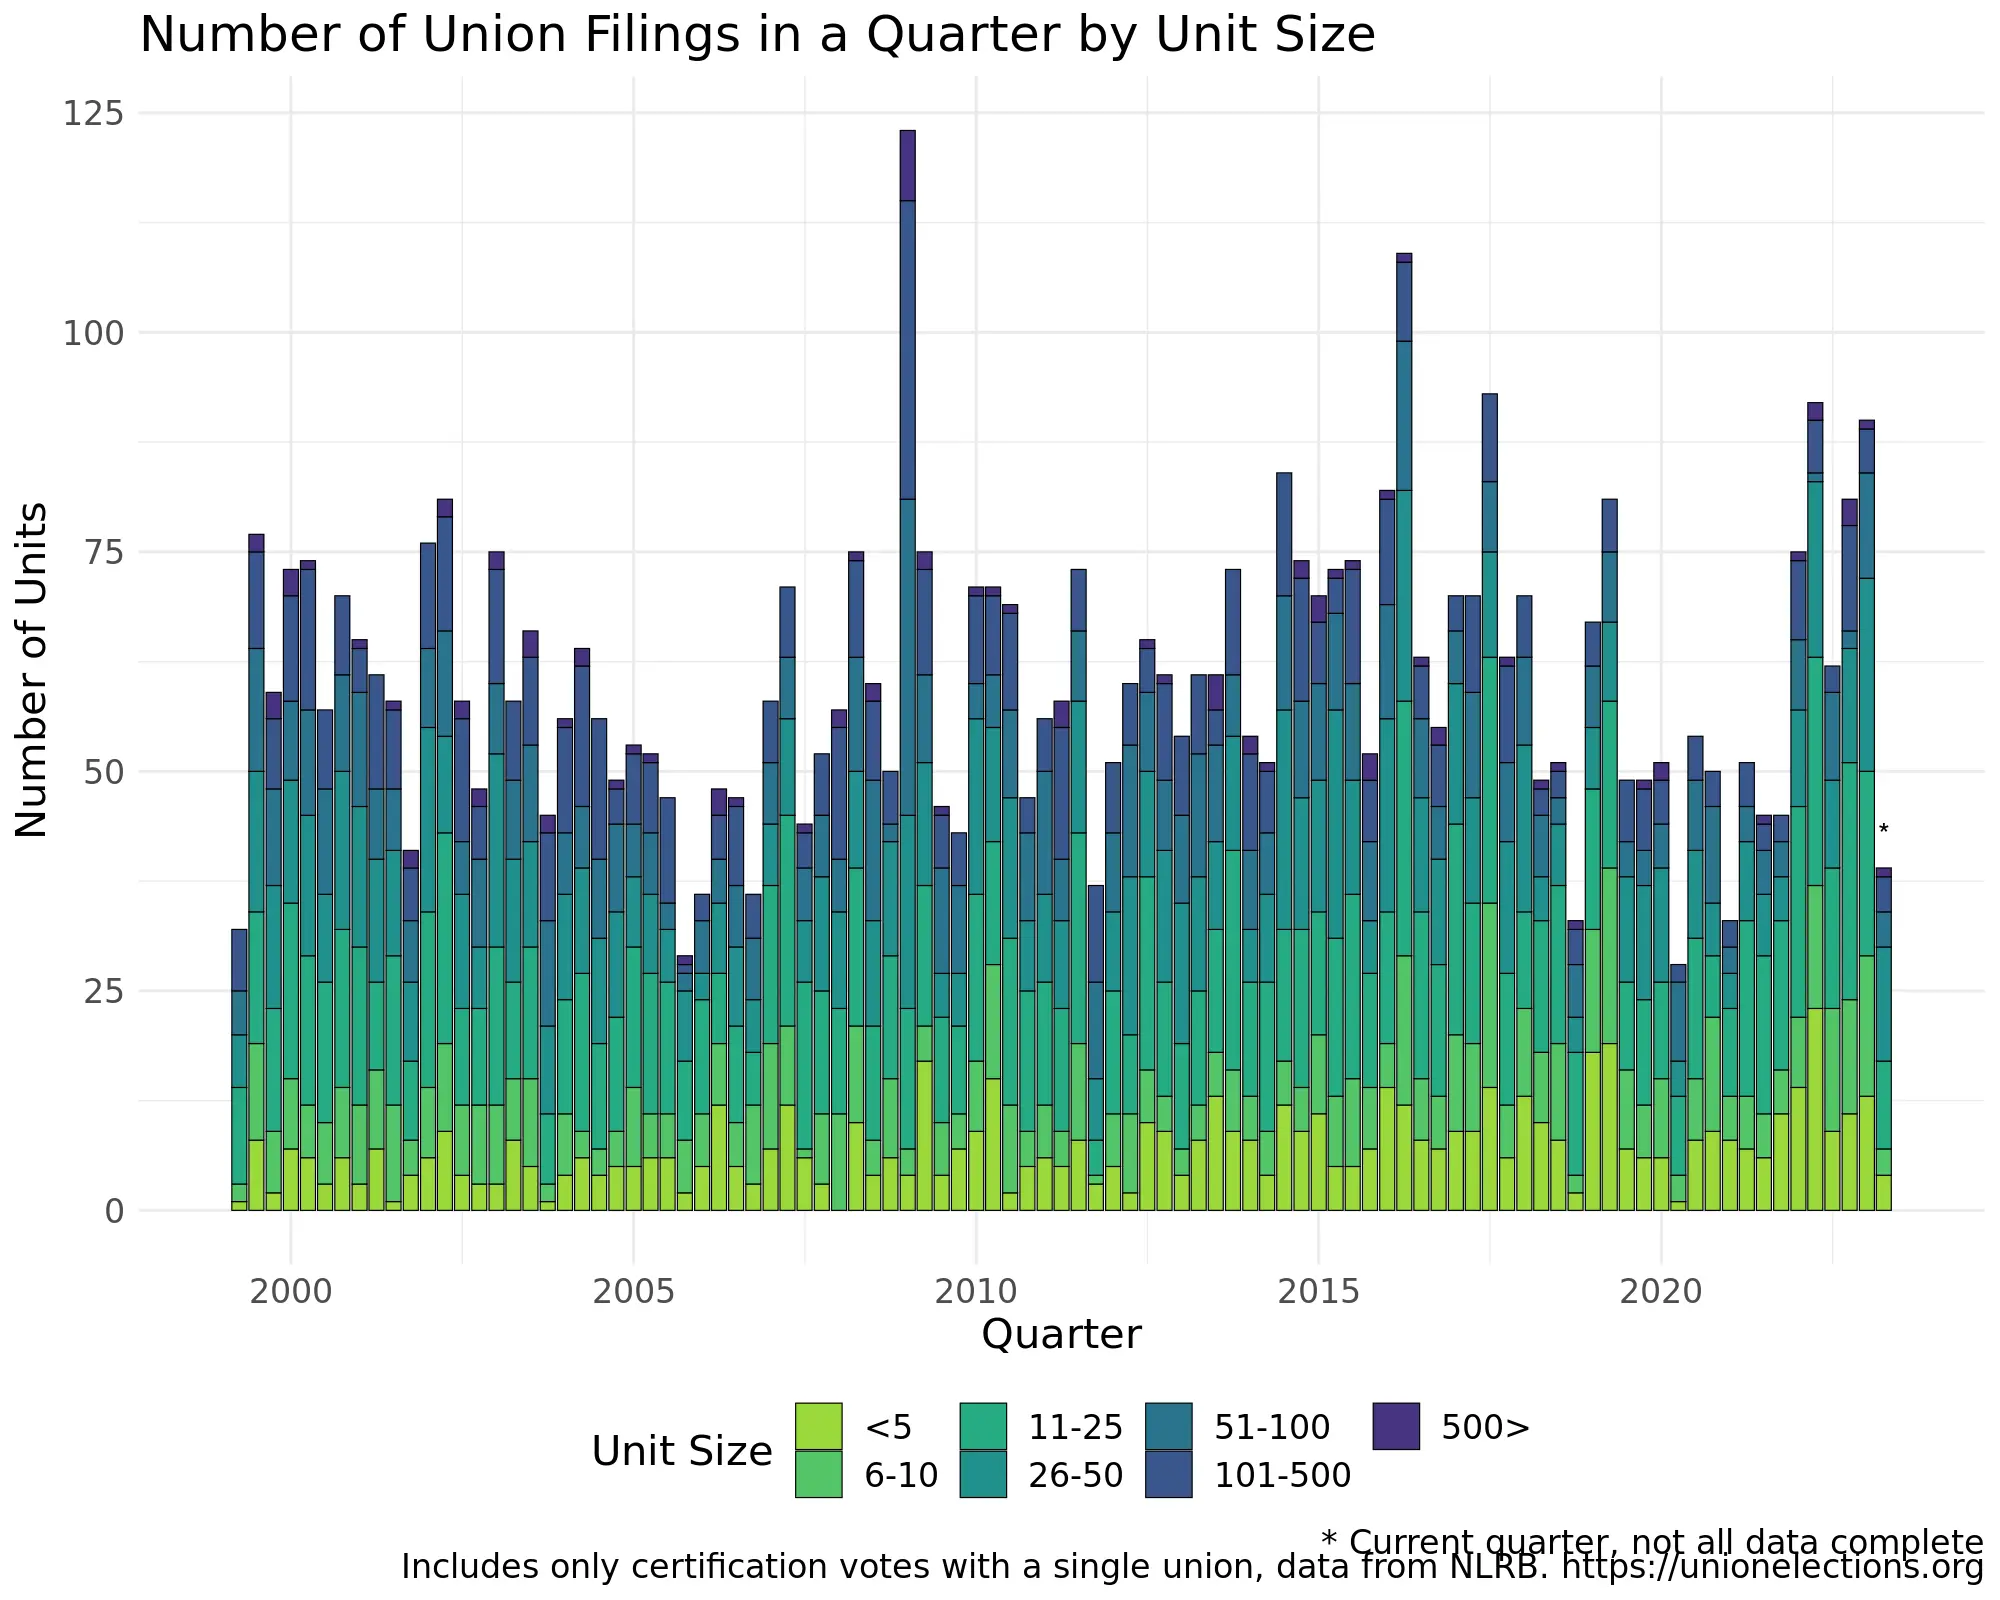 Number of Union Filings in a Quarter by Unit Size
125
100
75
50
25
0
Number of Units
*
2000 2005 2010 2015 2020
Quarter
Unit Size
<5 11-25 51-100 500>
6-10 26-50 101-500
* Current quarter, not all data complete
Includes only certification votes with a single union, data from NLRB. https://unionelections.org